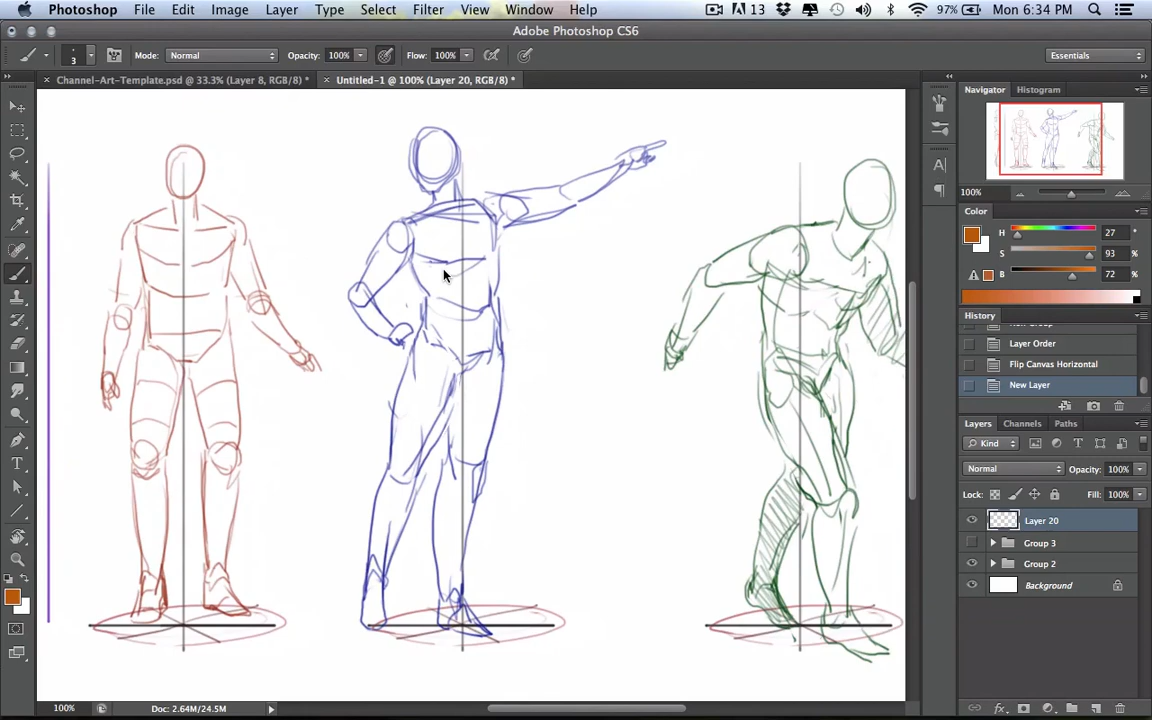 Photoshop File Edit Image Layer Type Select Filter View Window Help 13 97% Mon 6:34 PM
Adobe Photoshop CS6
3 Mode: Normal Opacity: 100% Flow: 100% Essentials
× Channel-Art-Template.psd @ 33.3% (Layer 8, RGB/8) * × Untitled-1 @ 100% (Layer 20, RGB/8) *
Navigator Histogram
100%
Color
H 27 °
S 93 %
B 72 %
History
New Group
Layer Order
Flip Canvas Horizontal
New Layer
Layers Channels Paths
Kind
Normal Opacity: 100%
Lock: Fill: 100%
Layer 20
Group 3
Group 2
Background
100% Doc: 2.64M/24.5M